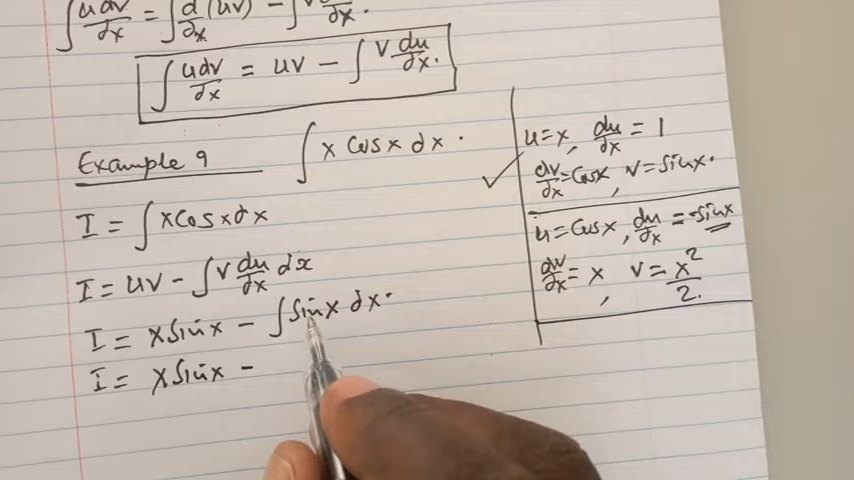 ∫ u dv/dx = ∫ d/dx (uv) - ∫ v du/dx.
∫ u dv/dx = uv - ∫ v du/dx.
Example 9 ∫ x Cos x dx.
I = ∫ x Cos x dx
I = uv - ∫ v du/dx dx
I = x Sin x - ∫ Sin x dx.
I = x Sin x -
u = x, du/dx = 1
dv/dx = Cos x, v = Sin x.
u = Cos x, du/dx = -Sin x
dv/dx = x, v = x²/2.